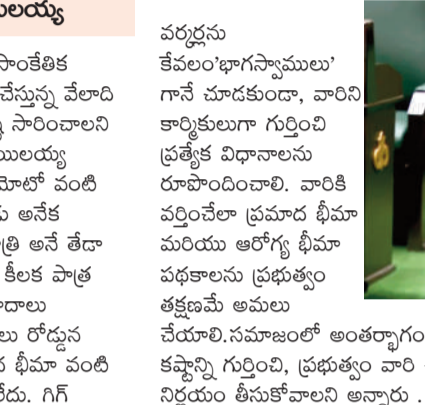 సాంకేతిక
చేస్తున్న వేలాది
సారించాలని
యిలయ్య
మోటో వంటి
అనేక
అనే తేడా
కీలక పాత్ర
రోడ్డున
భీమా వంటి
లేదు. గిగ్
వర్కర్లను
కేవలం'భాగస్వాములు'
గానే చూడకుండా, వారిని
కార్మికులుగా గుర్తించి
ప్రత్యేక విధానాలను
రూపొందించాలి. వారికి
వర్తించేలా ప్రమాద భీమా
మరియు ఆరోగ్య భీమా
పథకాలను ప్రభుత్వం
తక్షణమే అమలు
చేయాలి.సమాజంలో అంతర్భాగం
కష్టాన్ని గుర్తించి, ప్రభుత్వం వారి
నిర్ణయం తీసుకోవాలని అన్నారు .